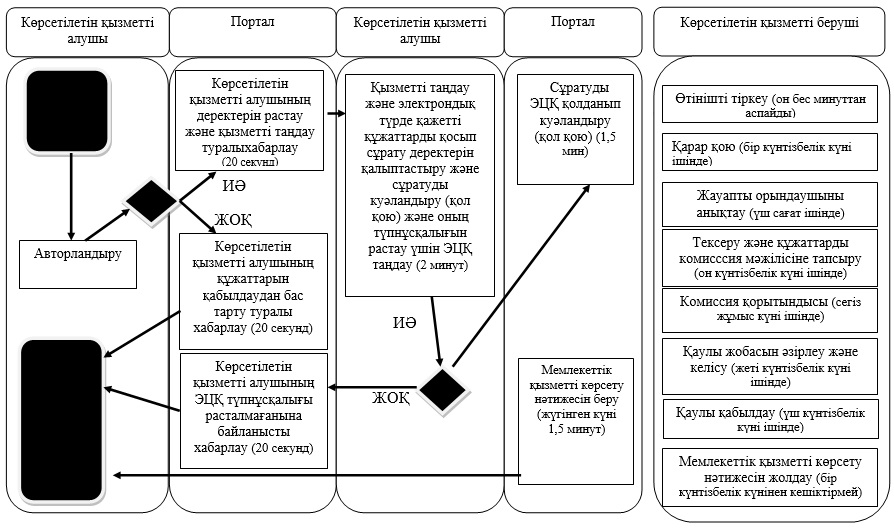 Көрсетілетін қызметті
алушы
Портал
Көрсетілетін қызметті
алушы
Портал
Көрсетілетін қызметті беруші
Авторландыру
Көрсетілетін
қызметті алушының
деректерін растау
және қызметті таңдау
туралыхабарлау
(20 секунд)
ИӘ
ЖОҚ
Көрсетілетін
қызметті алушының
құжаттарын
қабылдаудан бас
тарту туралы
хабарлау (20 секунд)
Көрсетілетін
қызметті алушының
ЭЦҚ түпнұсқалығы
расталмағанына
байланысты
хабарлау (20 секунд)
Қызметті таңдау
және электрондық
түрде қажетті
құжаттарды қосып
сұрату деректерін
қалыптастыру және
сұратуды
куәландыру (қол
қою) және оның
түпнұсқалығын
растау үшін ЭЦҚ
таңдау (2 минут)
ИӘ
ЖОҚ
Сұратуды
ЭЦҚ қолданып
куәландыру
(қол қою) (1,5
мин)
Мемлекеттік
қызметті көрсету
нәтижесін беру
(жүгінген күні
1,5 минут)
Өтінішті тіркеу (он бес минуттан
аспайды)
Қарар қою (бір күнтізбелік күні
ішінде)
Жауапты орындаушыны
анықтау (үш сағат ішінде)
Тексеру және құжаттарды
комисссия мәжілісіне тапсыру
(он күнтізбелік күні ішінде)
Комиссия қорытындысы (сегіз
жұмыс күні ішінде)
Қаулы жобасын әзірлеу және
келісу (жеті күнтізбелік күні
ішінде)
Қаулы қабылдау (үш күнтізбелік
күні ішінде)
Мемлекеттік қызметті көрсету
нәтижесін жолдау (бір
күнтізбелік күнінен кешіктірмей)